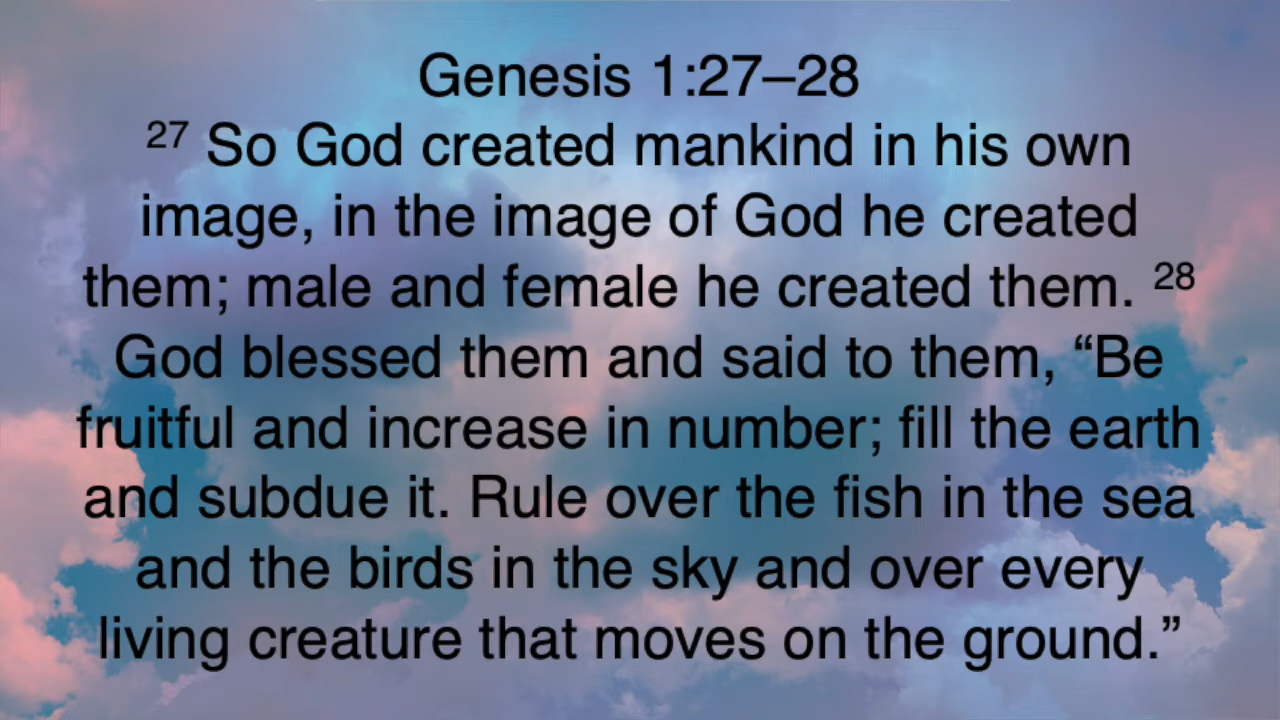 Genesis 1:27–28
27 So God created mankind in his own
image, in the image of God he created
them; male and female he created them. 28
God blessed them and said to them, “Be
fruitful and increase in number; fill the earth
and subdue it. Rule over the fish in the sea
and the birds in the sky and over every
living creature that moves on the ground.”